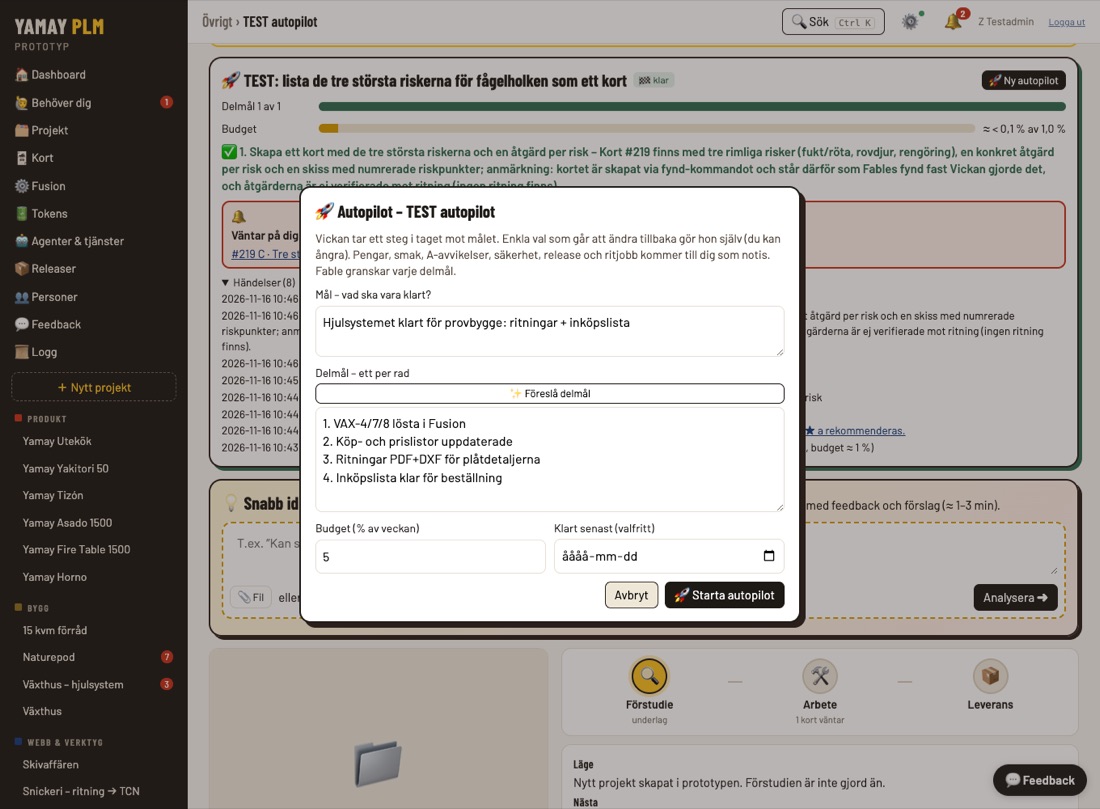 YAMAY PLM
PROTOTYP
Dashboard
Behöver dig 1
Projekt
Kort
Fusion
Tokens
Agenter & tjänster
Releaser
Personer
Feedback
Logg
+ Nytt projekt
PRODUKT
Yamay Utekök
Yamay Yakitori 50
Yamay Tizón
Yamay Asado 1500
Yamay Fire Table 1500
Yamay Horno
BYGG
15 kvm förråd
Naturepod 7
Växthus – hjulsystem 3
Växthus
WEBB & VERKTYG
Skivaffären
Snickeri – ritning → TCN
Övrigt › TEST autopilot
Sök Ctrl K
2
Z Testadmin
Logga ut
TEST: lista de tre största riskerna för fågelholken som ett kort
klar
Ny autopilot
Delmål 1 av 1
Budget
≈ < 0,1 % av 1,0 %
1. Skapa ett kort med de tre största riskerna och en åtgärd per risk – Kort #219 finns med tre rimliga risker (fukt/röta, rovdjur, rengöring), en konkret åtgärd
per risk och en skiss med numrerade riskpunkter; anmärkning: kortet är skapat via fynd-kommandot och står därför som Fables fynd fast Vickan gjorde det,
och åtgärderna är ej verifierade mot ritning (ingen ritning finns).
Väntar på dig
#219 C · Tre st
▼ Händelser (8)
2026-11-16 10:46
åtgärd per risk och en skiss med numrerade
riskpunkter; anm
gärderna är ej verifierade mot ritning (ingen ritning
finns).
2026-11-16 10:46
2026-11-16 10:45
2026-11-16 10:44
risk
2026-11-16 10:44
2026-11-16 10:44
a rekommenderas.
2026-11-16 10:43
, budget ≈ 1 %)
Autopilot – TEST autopilot
Vickan tar ett steg i taget mot målet. Enkla val som går att ändra tillbaka gör hon själv (du kan
ångra). Pengar, smak, A-avvikelser, säkerhet, release och ritjobb kommer till dig som notis.
Fable granskar varje delmål.
Mål – vad ska vara klart?
Hjulsystemet klart för provbygge: ritningar + inköpslista
Delmål – ett per rad
Föreslå delmål
1. VAX-4/7/8 lösta i Fusion
2. Köp- och prislistor uppdaterade
3. Ritningar PDF+DXF för plåtdetaljerna
4. Inköpslista klar för beställning
Budget (% av veckan)
Klart senast (valfritt)
5
åååå-mm-dd
Avbryt
Starta autopilot
Snabb id
med feedback och förslag (≈ 1–3 min).
T.ex. "Kan s
Fil
eller
Analysera →
Förstudie
underlag
Arbete
1 kort väntar
Leverans
Läge
Nytt projekt skapat i prototypen. Förstudien är inte gjord än.
Nästa
Feedback